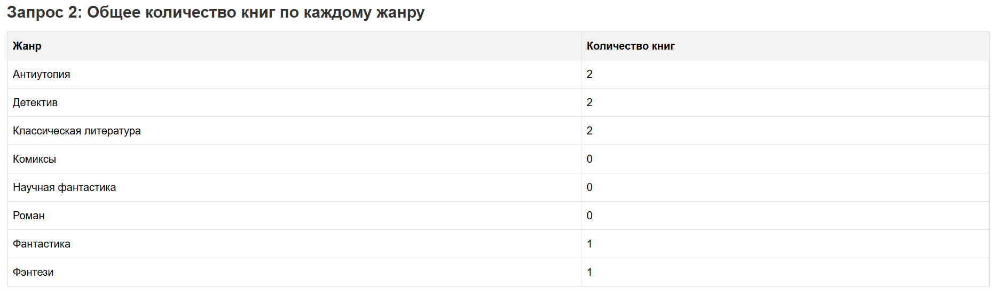 Запрос 2: Общее количество книг по каждому жанру
Жанр Количество книг
Антиутопия 2
Детектив 2
Классическая литература 2
Комиксы 0
Научная фантастика 0
Роман 0
Фантастика 1
Фэнтези 1